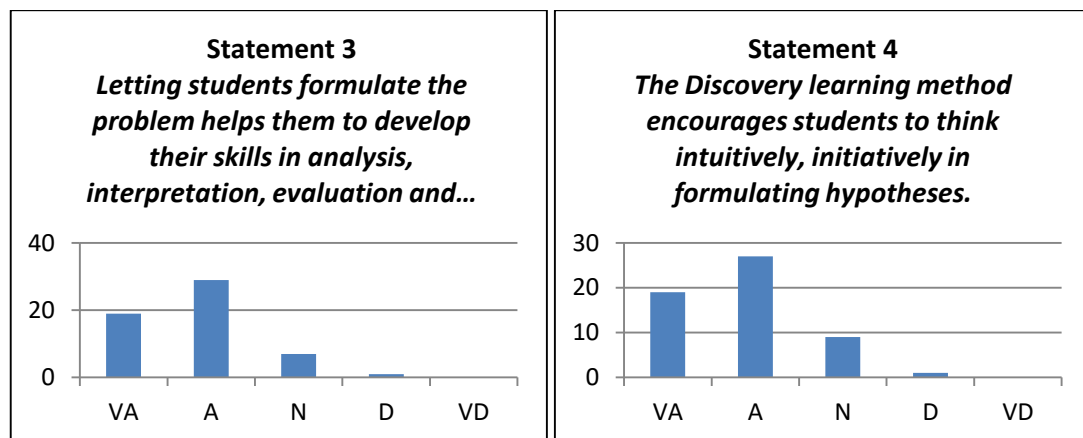 Statement 3
Letting students formulate the
problem helps them to develop
their skills in analysis,
interpretation, evaluation and…
40
20
0
VA A N D VD
Statement 4
The Discovery learning method
encourages students to think
intuitively, initiatively in
formulating hypotheses.
30
20
10
0
VA A N D VD